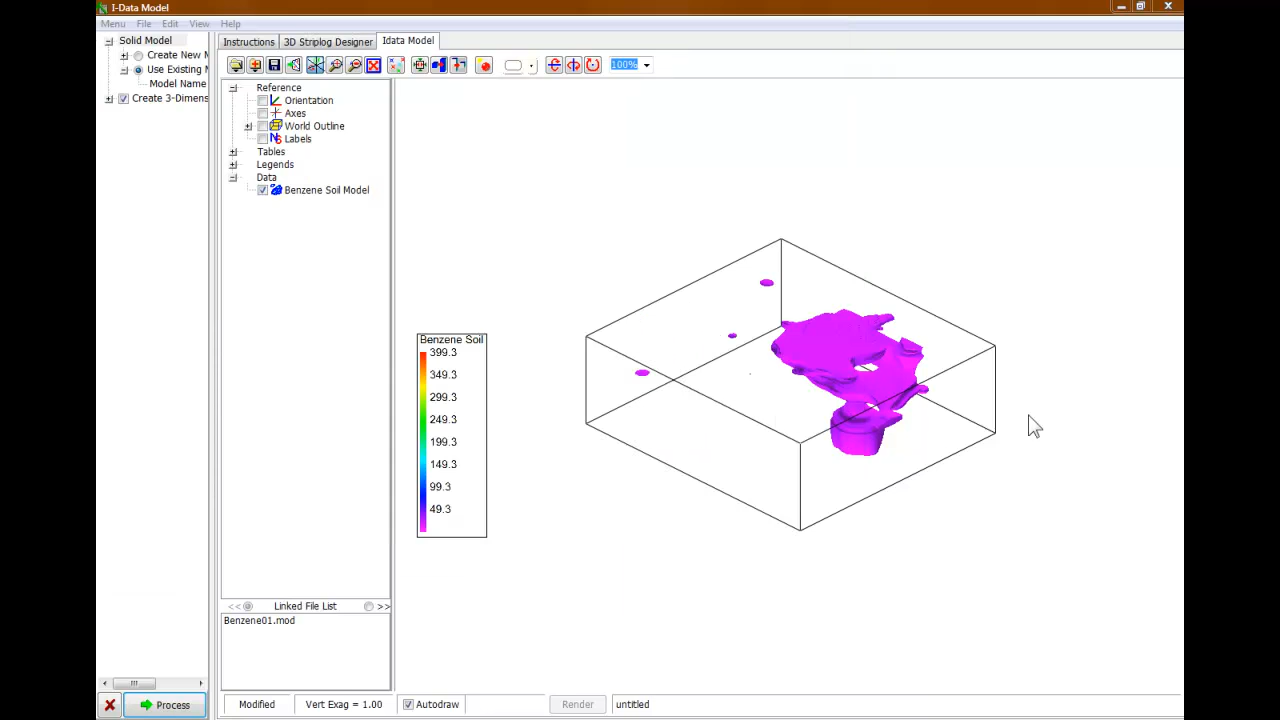 I-Data Model
Menu File Edit View Help
Solid Model
Create New M
Use Existing M
Model Name
Create 3-Dimens
Instructions 3D Striplog Designer Idata Model
100%
Reference
Orientation
Axes
World Outline
Labels
Tables
Legends
Data
Benzene Soil Model
Benzene Soil
399.3
349.3
299.3
249.3
199.3
149.3
99.3
49.3
<< Linked File List >>
Benzene01.mod
Process
Modified Vert Exag = 1.00 Autodraw Render untitled